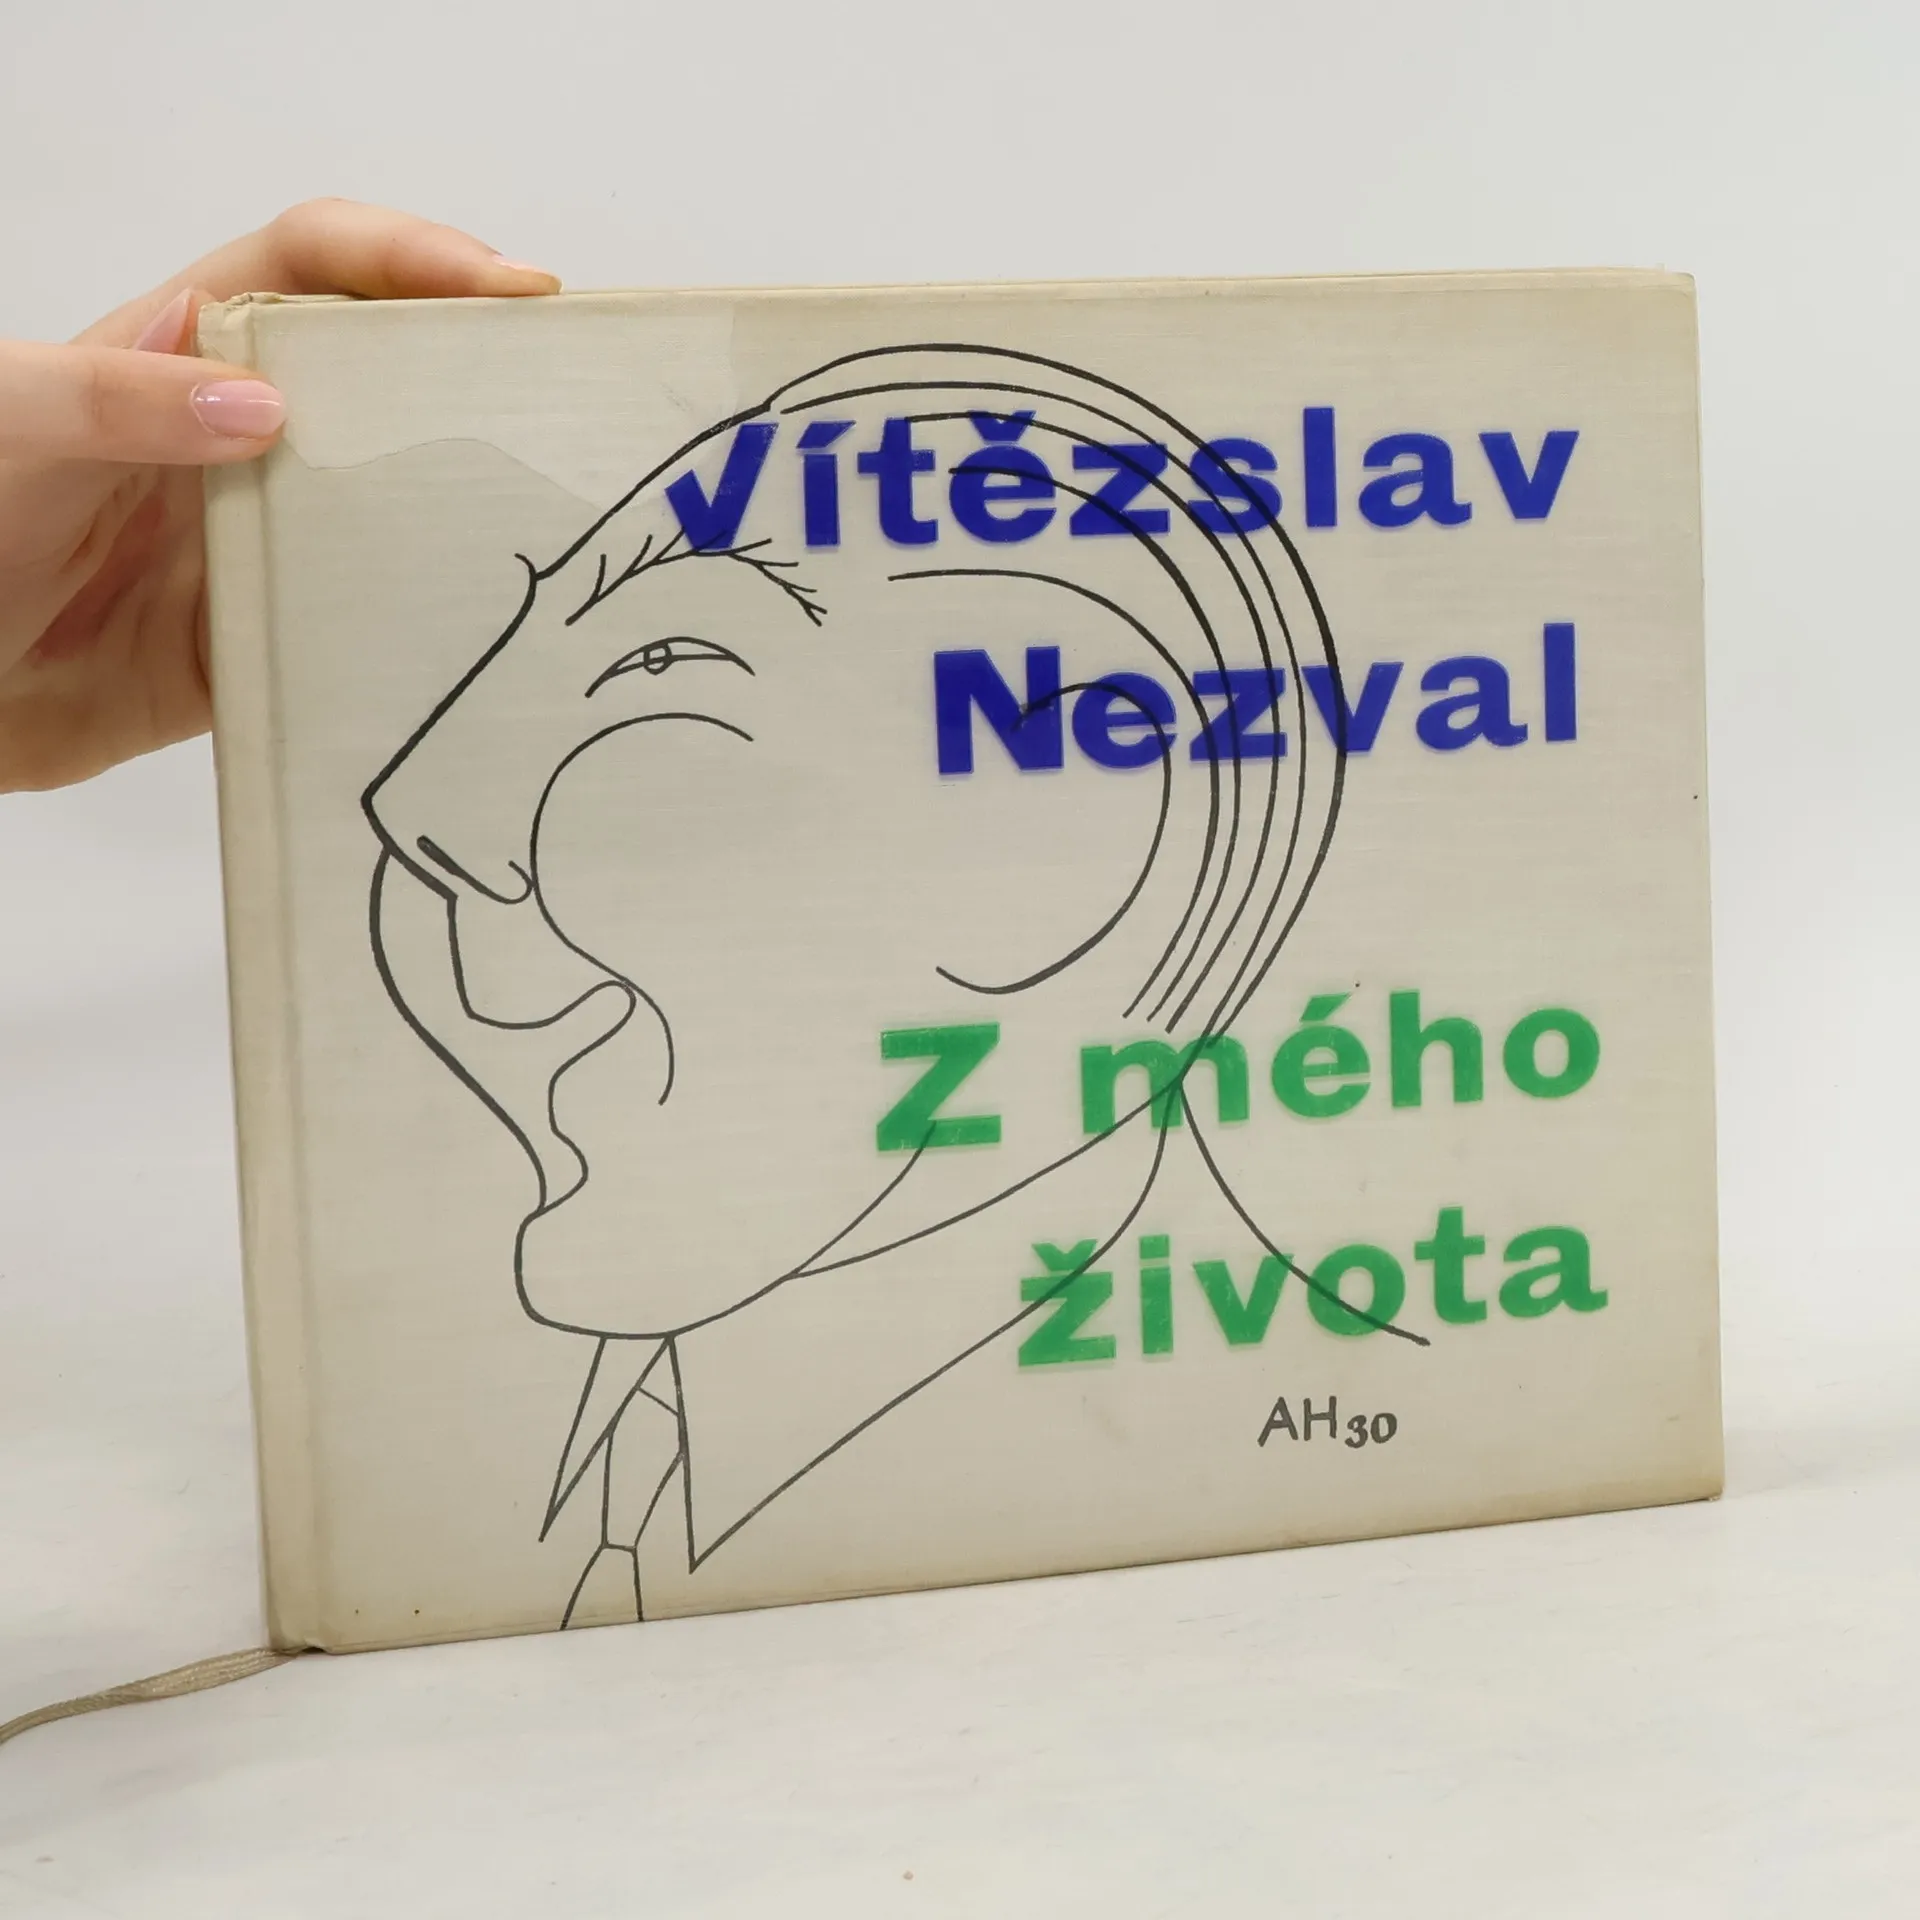 Vítězslav
Nezval
Z mého
života
AH30